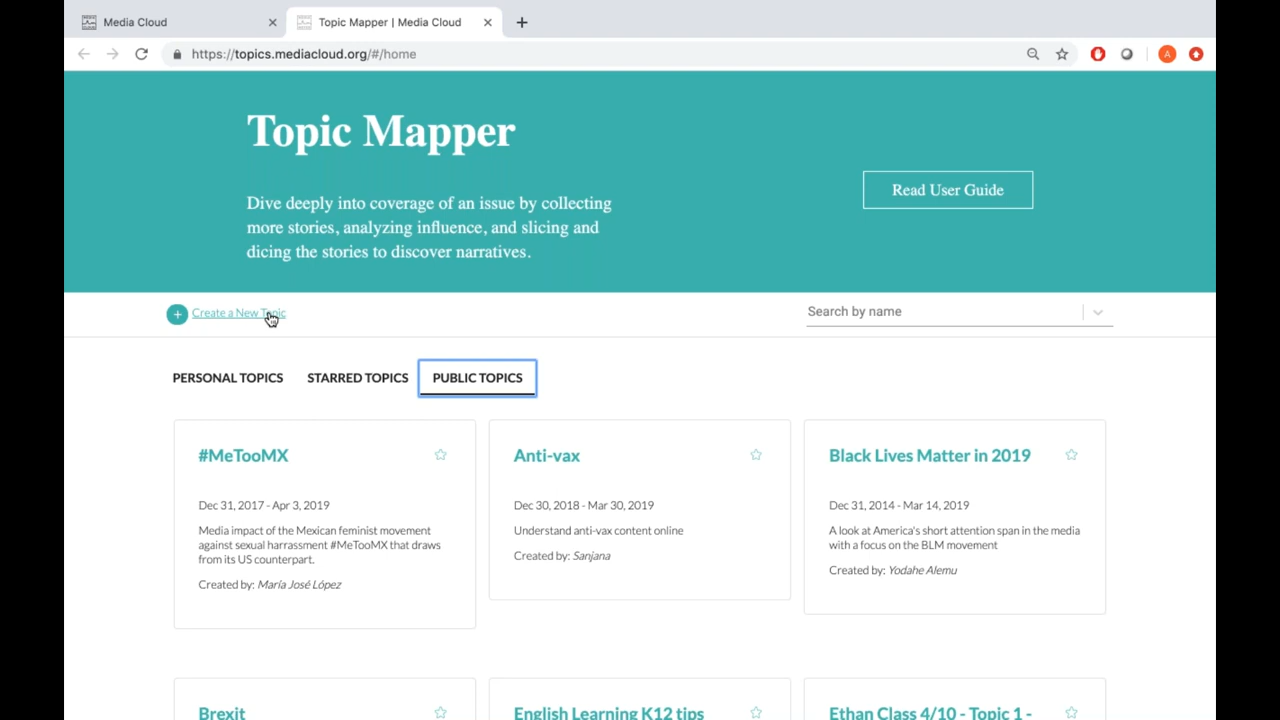 Media Cloud
Topic Mapper | Media Cloud
https://topics.mediacloud.org/#/home
A
Topic Mapper
Dive deeply into coverage of an issue by collecting
more stories, analyzing influence, and slicing and
dicing the stories to discover narratives.
Read User Guide
Create a New Topic
Search by name
PERSONAL TOPICS STARRED TOPICS PUBLIC TOPICS
#MeTooMX
Dec 31, 2017 - Apr 3, 2019
Media impact of the Mexican feminist movement
against sexual harrassment #MeTooMX that draws
from its US counterpart.
Created by: María José López
Anti-vax
Dec 30, 2018 - Mar 30, 2019
Understand anti-vax content online
Created by: Sanjana
Black Lives Matter in 2019
Dec 31, 2014 - Mar 14, 2019
A look at America's short attention span in the media
with a focus on the BLM movement
Created by: Yodahe Alemu
Brexit
English Learning K12 tips
Ethan Class 4/10 - Topic 1 -